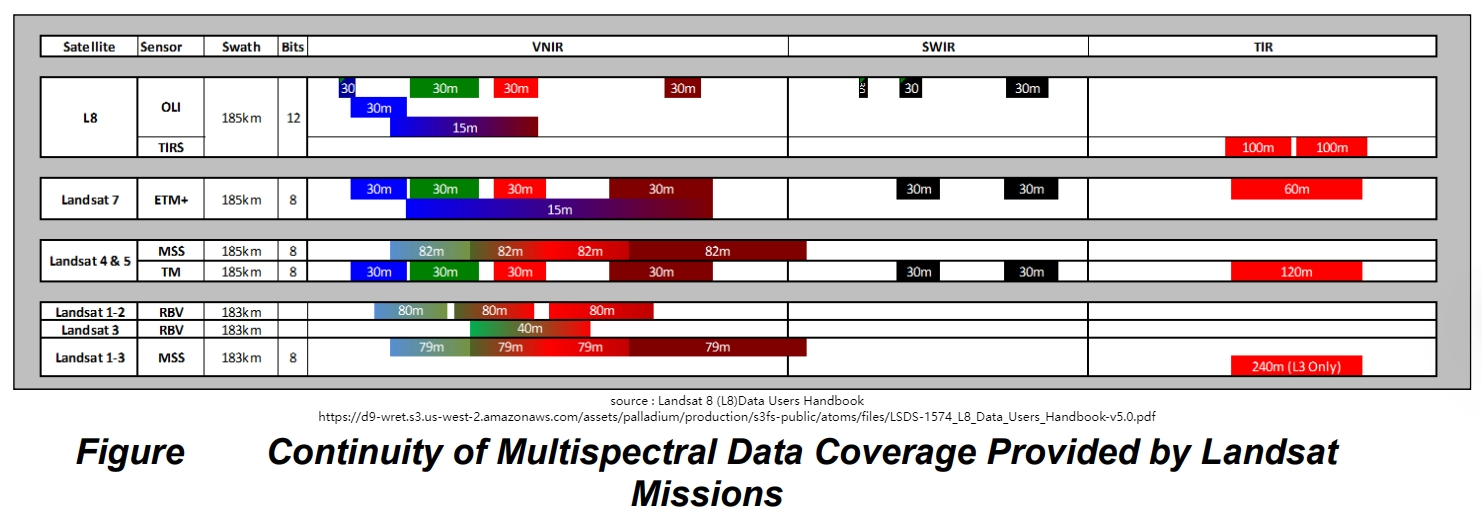 Satellite Sensor Swath Bits VNIR SWIR TIR
30 30m 30m 30m 30 30m
OLI
30m
L8 185km 12
15m
TIRS 100m 100m
Landsat 7 ETM+ 185km 8 30m 30m 30m 30m 30m 30m 60m
15m
MSS 185km 8 82m 82m 82m 82m
Landsat 4 & 5
TM 185km 8 30m 30m 30m 30m 30m 30m 120m
Landsat 1-2 RBV 183km 80m 80m 80m
Landsat 3 RBV 183km 40m
Landsat 1-3 MSS 183km 8 79m 79m 79m 79m
240m (L3 Only)
source : Landsat 8 (L8)Data Users Handbook
https://d9-wret.s3.us-west-2.amazonaws.com/assets/palladium/production/s3fs-public/atoms/files/LSDS-1574_L8_Data_Users_Handbook-v5.0.pdf
Figure Continuity of Multispectral Data Coverage Provided by Landsat
Missions